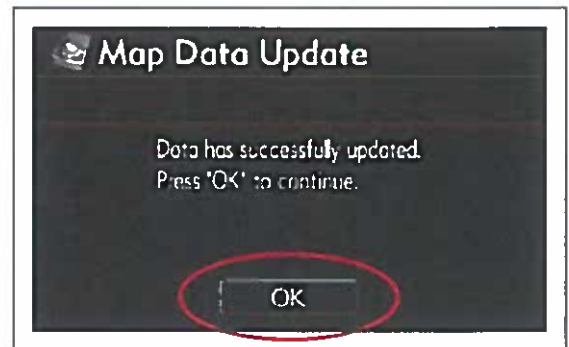 Map Data Update
Data has successfully updated.
Press "OK" to continue.
OK